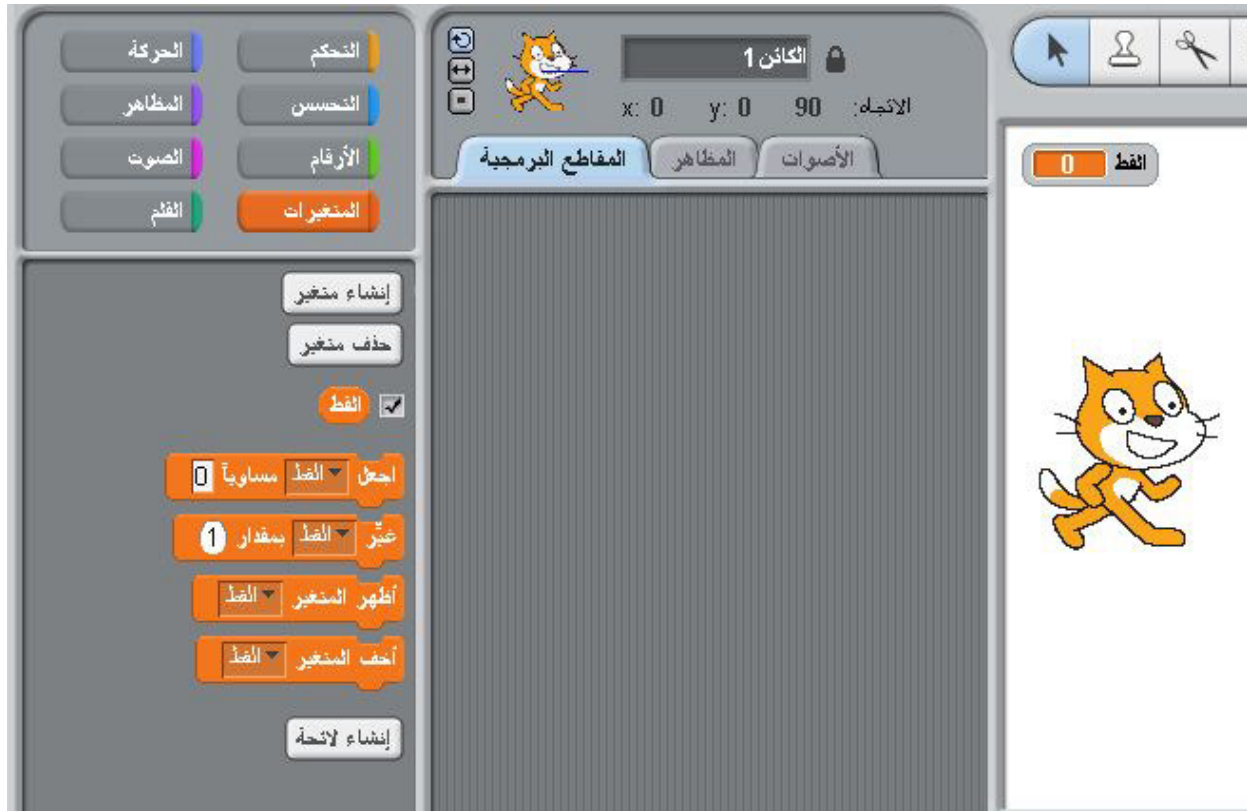 التحكم الحركة
التحسس المظاهر
الأرقام الصوت
المتغيرات القلم
إنشاء متغير
حذف متغير
القط
اجعل القط مساوياً 0
غيِّر القط بمقدار 1
أظهر المتغير القط
أخف المتغير القط
إنشاء لائحة
الكائن 1
الاتجاه: 90 y: 0 x: 0
الأصوات المظاهر المقاطع البرمجية
القط 0